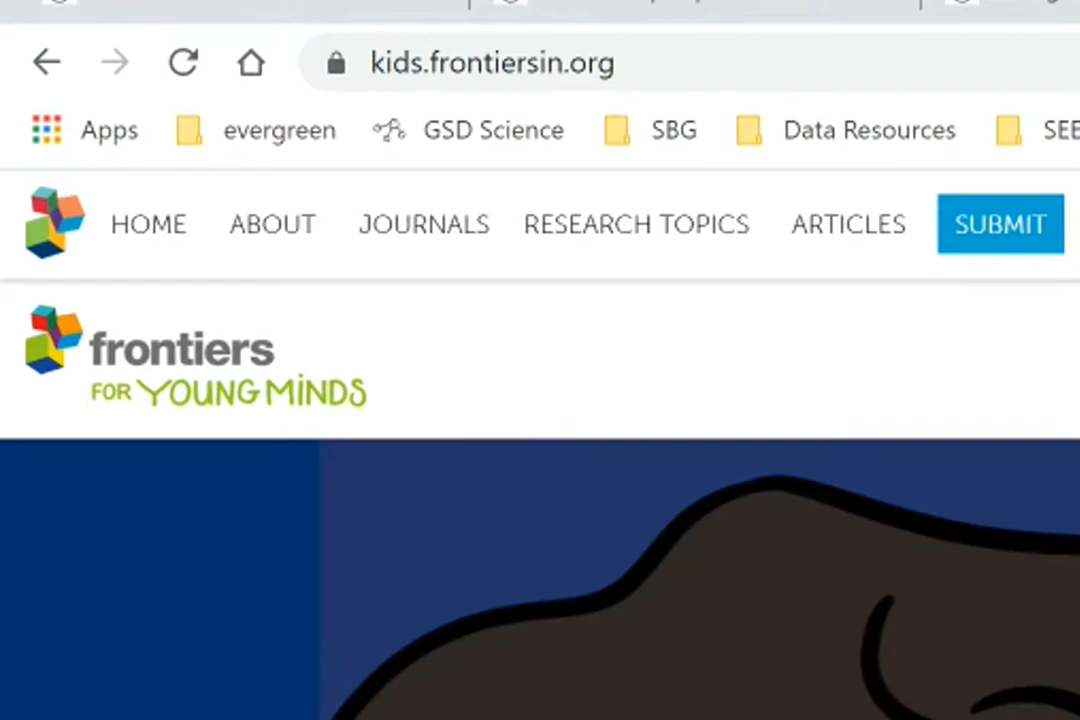 kids.frontiersin.org
Apps evergreen GSD Science SBG Data Resources
HOME ABOUT JOURNALS RESEARCH TOPICS ARTICLES SUBMIT
frontiers
FOR YOUNG MINDS